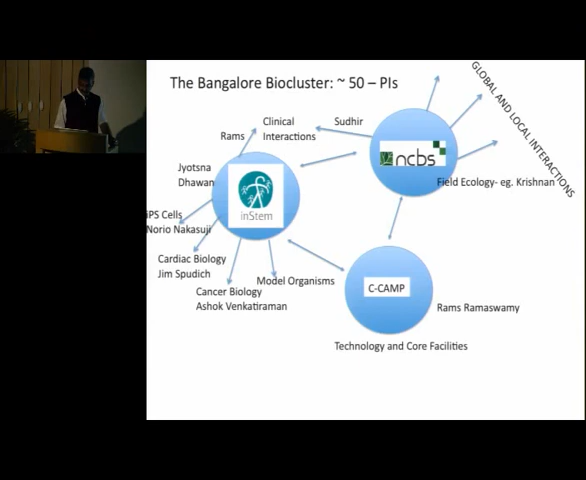 The Bangalore Biocluster: ~ 50 – PIs
GLOBAL AND LOCAL INTERACTIONS
Clinical
Interactions
Sudhir
Rams
ncbs
Jyotsna
Dhawan
Field Ecology- eg. Krishnan
inStem
iPS Cells
Norio Nakasuji
Cardiac Biology
Jim Spudich
Model Organisms
Cancer Biology
Ashok Venkatiraman
C-CAMP
Rams Ramaswamy
Technology and Core Facilities